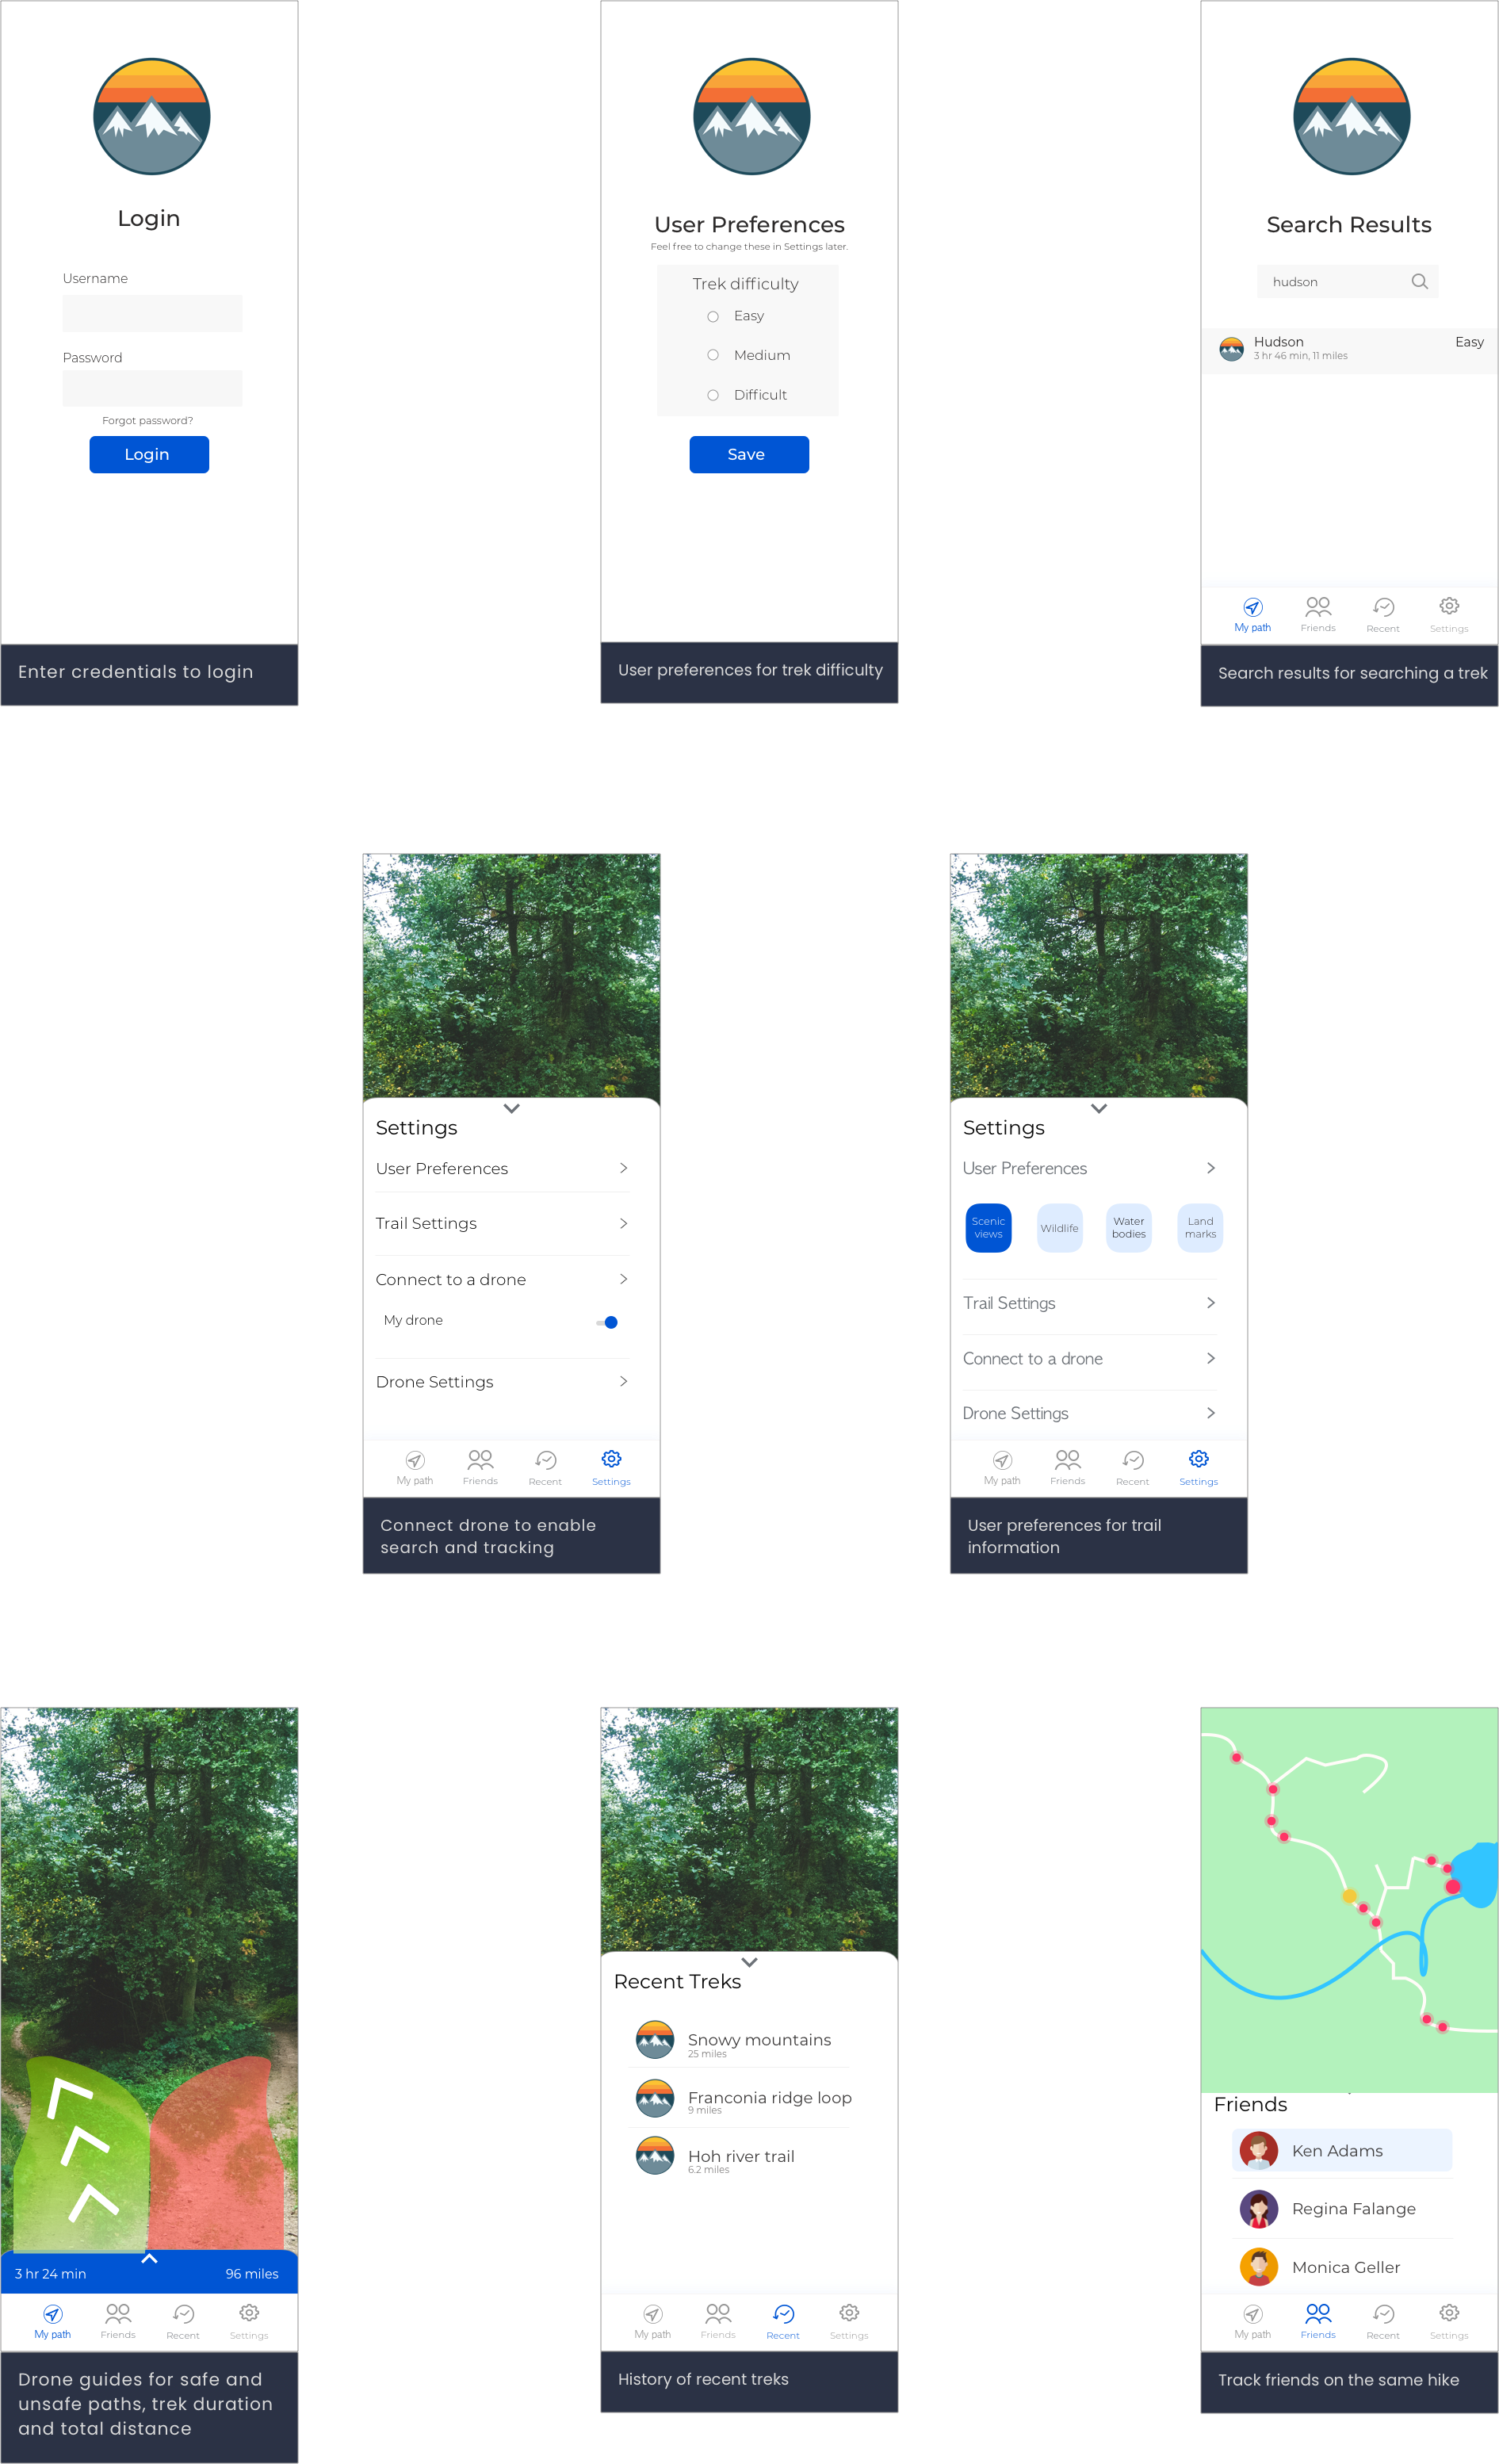 Login
Username
Password
Forgot password?
Login
Enter credentials to login
User Preferences
Feel free to change these in Settings later.
Trek difficulty
Easy
Medium
Difficult
Save
User preferences for trek difficulty
Search Results
hudson
Hudson
Easy
3 hr 46 min, 11 miles
My path
Friends
Recent
Settings
Search results for searching a trek
Settings
User Preferences
Trail Settings
Connect to a drone
My drone
Drone Settings
My path
Friends
Recent
Settings
Connect drone to enable
search and tracking
Settings
User Preferences
Scenic
views
Wildlife
Water
bodies
Land
marks
Trail Settings
Connect to a drone
Drone Settings
My path
Friends
Recent
Settings
User preferences for trail
information
3 hr 24 min
96 miles
My path
Friends
Recent
Settings
Drone guides for safe and
unsafe paths, trek duration
and total distance
Recent Treks
Snowy mountains
25 miles
Franconia ridge loop
9 miles
Hoh river trail
6.2 miles
My path
Friends
Recent
Settings
History of recent treks
Friends
Ken Adams
Regina Falange
Monica Geller
My path
Friends
Recent
Settings
Track friends on the same hike